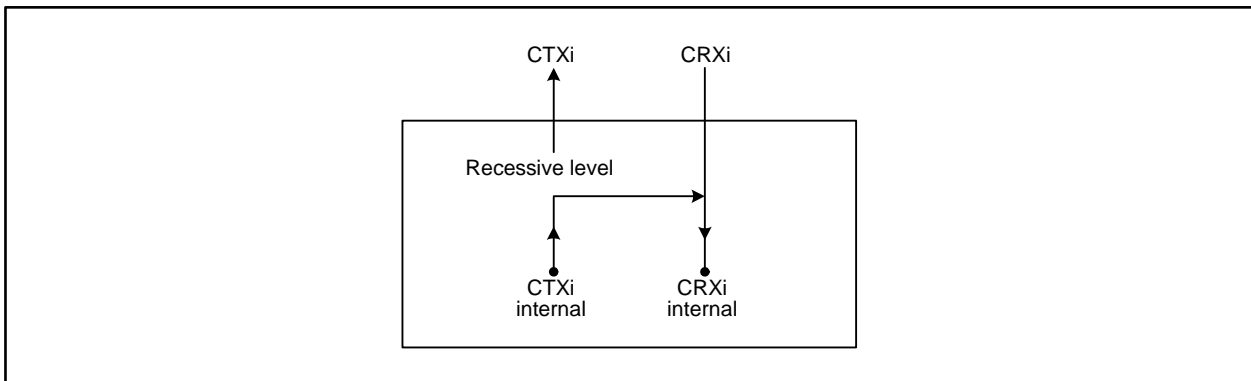 CTXi
CRXi
Recessive level
CTXi
internal
CRXi
internal